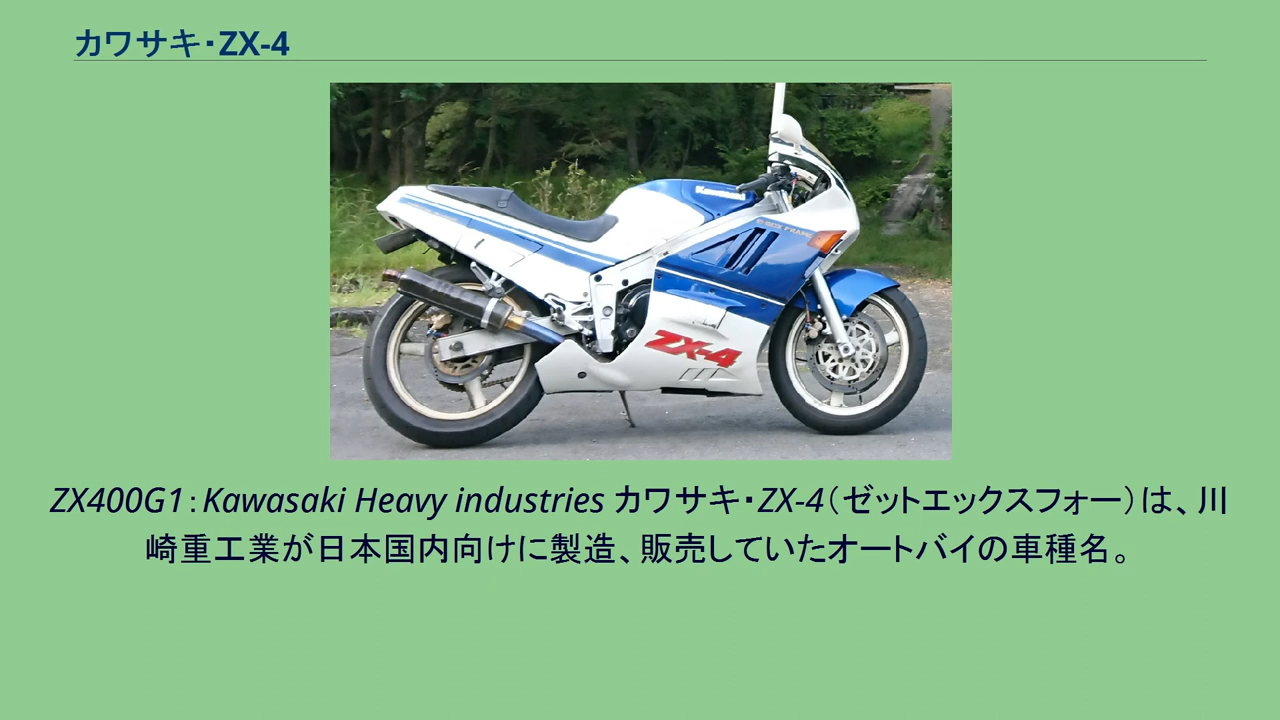 カワサキ・ZX-4
Kawasaki
ZX-4
ZX400G1：Kawasaki Heavy industries カワサキ・ZX-4（ゼットエックスフォー）は、川
崎重工業が日本国内向けに製造、販売していたオートバイの車種名。